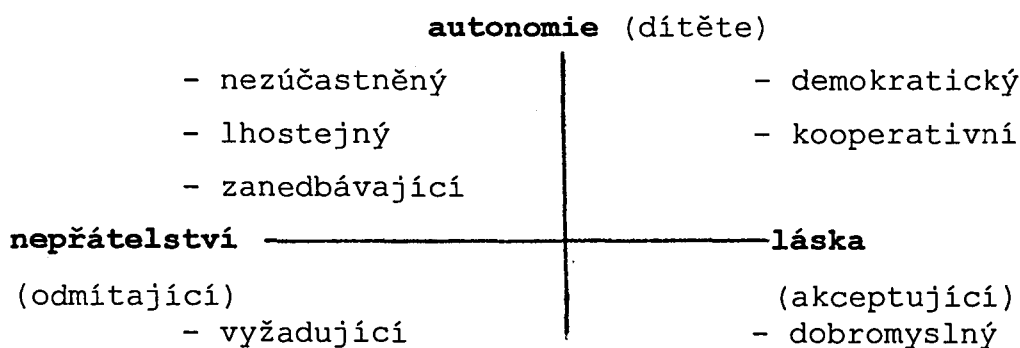 autonomie (dítěte)
- nezúčastněný - demokratický
- lhostejný - kooperativní
- zanedbávající
nepřátelství láska
(odmítající) (akceptující)
- vyžadující - dobromyslný